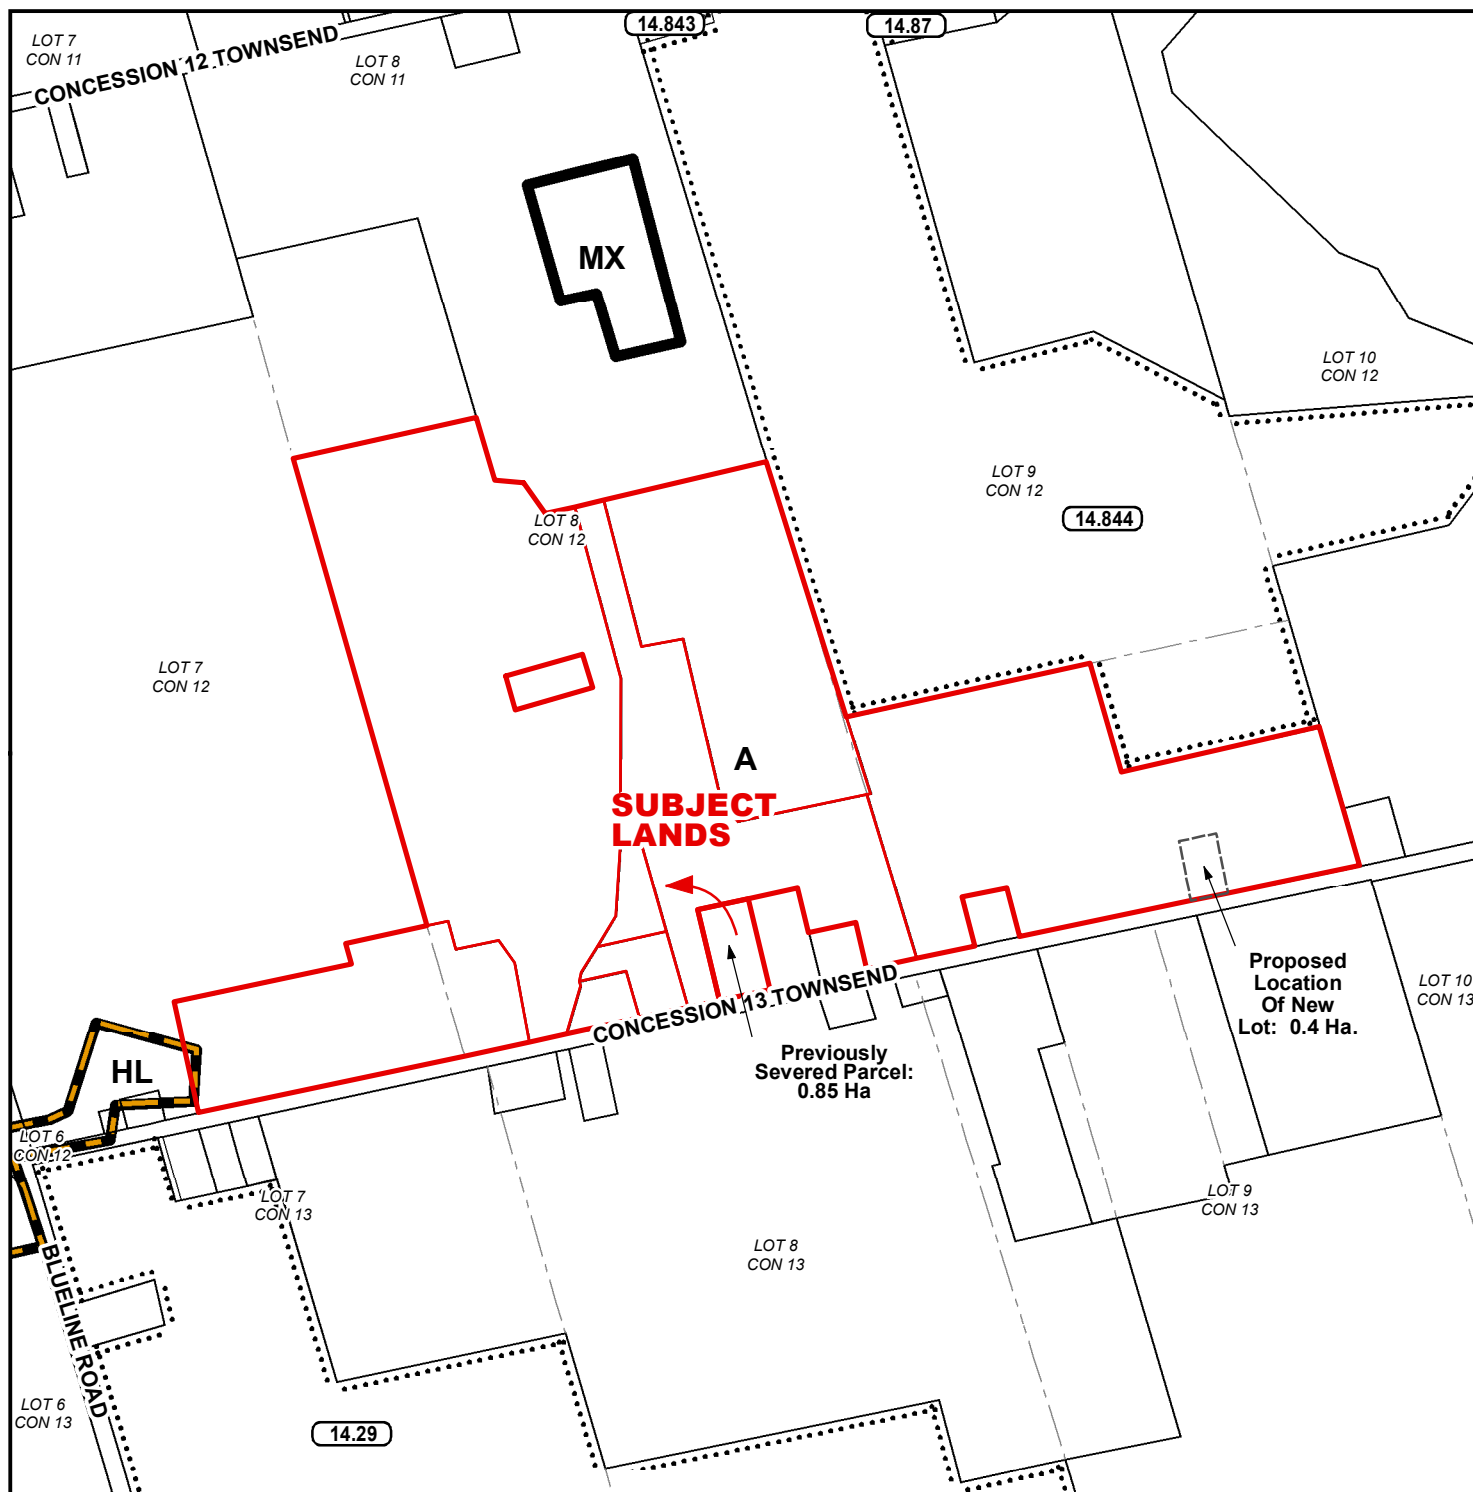 14.843
14.87
LOT 7
CON 11
CONCESSION 12 TOWNSEND
LOT 8
CON 11
MX
LOT 10
CON 12
LOT 9
CON 12
14.844
LOT 8
CON 12
LOT 7
CON 12
A
SUBJECT
LANDS
Proposed
Location
Of New
Lot: 0.4 Ha.
LOT 10
CON 13
CONCESSION 13 TOWNSEND
Previously
Severed Parcel:
0.85 Ha
HL
LOT 6
CON 12
LOT 7
CON 13
LOT 9
CON 13
LOT 8
CON 13
BLUELINE ROAD
LOT 6
CON 13
14.29